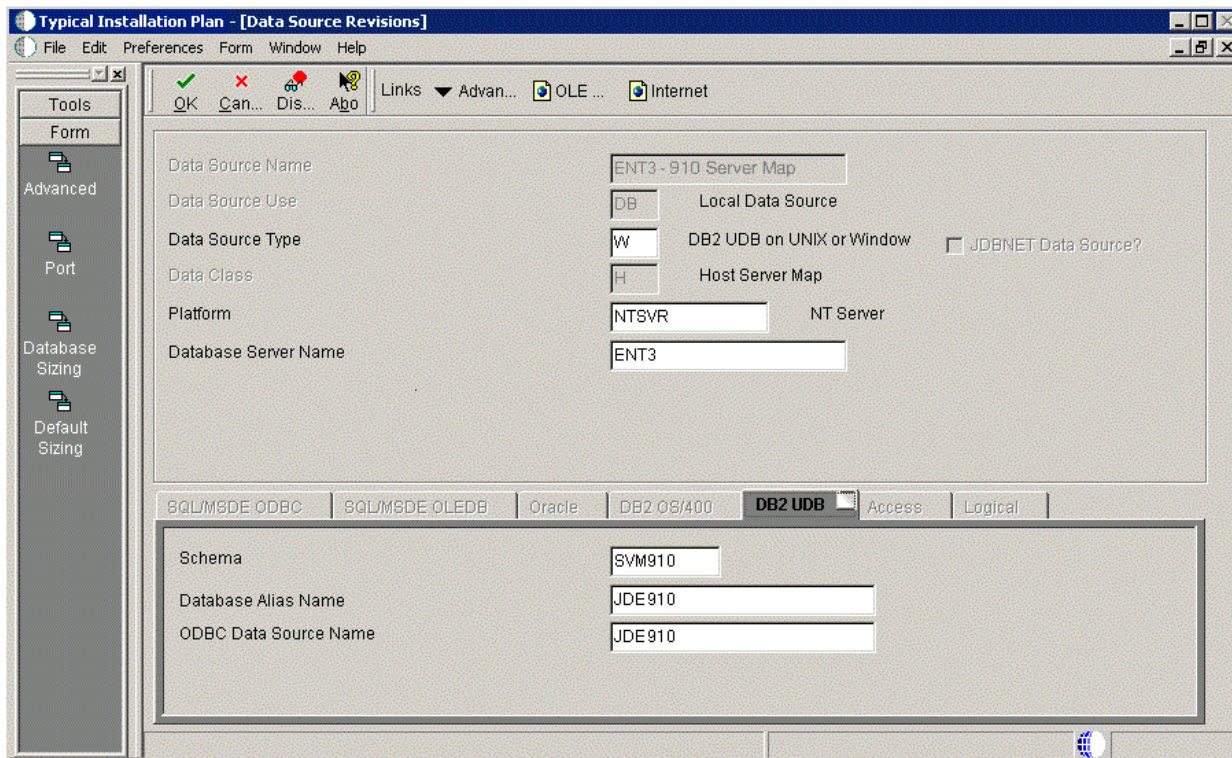 Typical Installation Plan - [Data Source Revisions]
File Edit Preferences Form Window Help
Tools
Form
Advanced
Port
Database
Sizing
Default
Sizing
OK Can... Dis... Abo Links Advan... OLE ... Internet
Data Source Name ENT3 - 910 Server Map
Data Source Use DB Local Data Source
Data Source Type W DB2 UDB on UNIX or Window JDBNET Data Source?
Data Class H Host Server Map
Platform NTSVR NT Server
Database Server Name ENT3
SQL/MSDE ODBC SQL/MSDE OLEDB Oracle DB2 OS/400 DB2 UDB Access Logical
Schema SVM910
Database Alias Name JDE910
ODBC Data Source Name JDE910